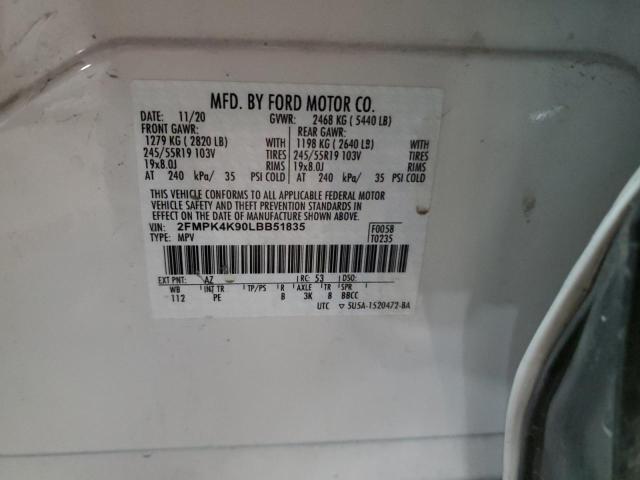 MFD. BY FORD MOTOR CO.
DATE: 11/20 GVWR: 2468 KG ( 5440 LB)
FRONT GAWR: REAR GAWR:
1279 KG ( 2820 LB) WITH 1198 KG ( 2640 LB) WITH
245/55R19 103V TIRES 245/55R19 103V TIRES
19x8.0J RIMS 19x8.0J RIMS
AT 240 kPa/ 35 PSI COLD AT 240 kPa/ 35 PSI COLD
THIS VEHICLE CONFORMS TO ALL APPLICABLE FEDERAL MOTOR
VEHICLE SAFETY AND THEFT PREVENTION STANDARDS IN
EFFECT ON THE DATE OF MANUFACTURE SHOWN ABOVE.
VIN: 2FMPK4K90LBB51835 F0058
TYPE: MPV T0235
EXT PNT: AZ RC: 53 DSO:
WB INT TR TP/PS R AXLE TR SPR
112 PE B 3K 8 BBCC
UTC ▽ 5U5A-1520472-BA